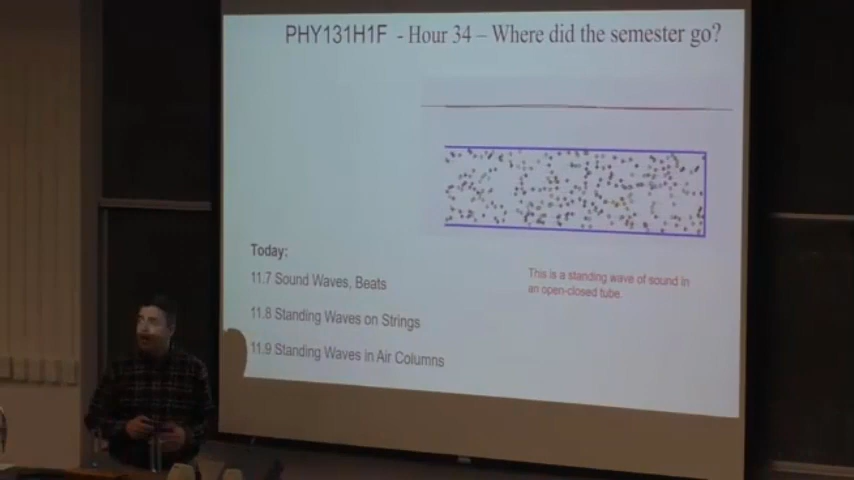 PHY131H1F - Hour 34 – Where did the semester go?
Today:
11.7 Sound Waves, Beats
11.8 Standing Waves on Strings
11.9 Standing Waves in Air Columns
This is a standing wave of sound in
an open-closed tube.